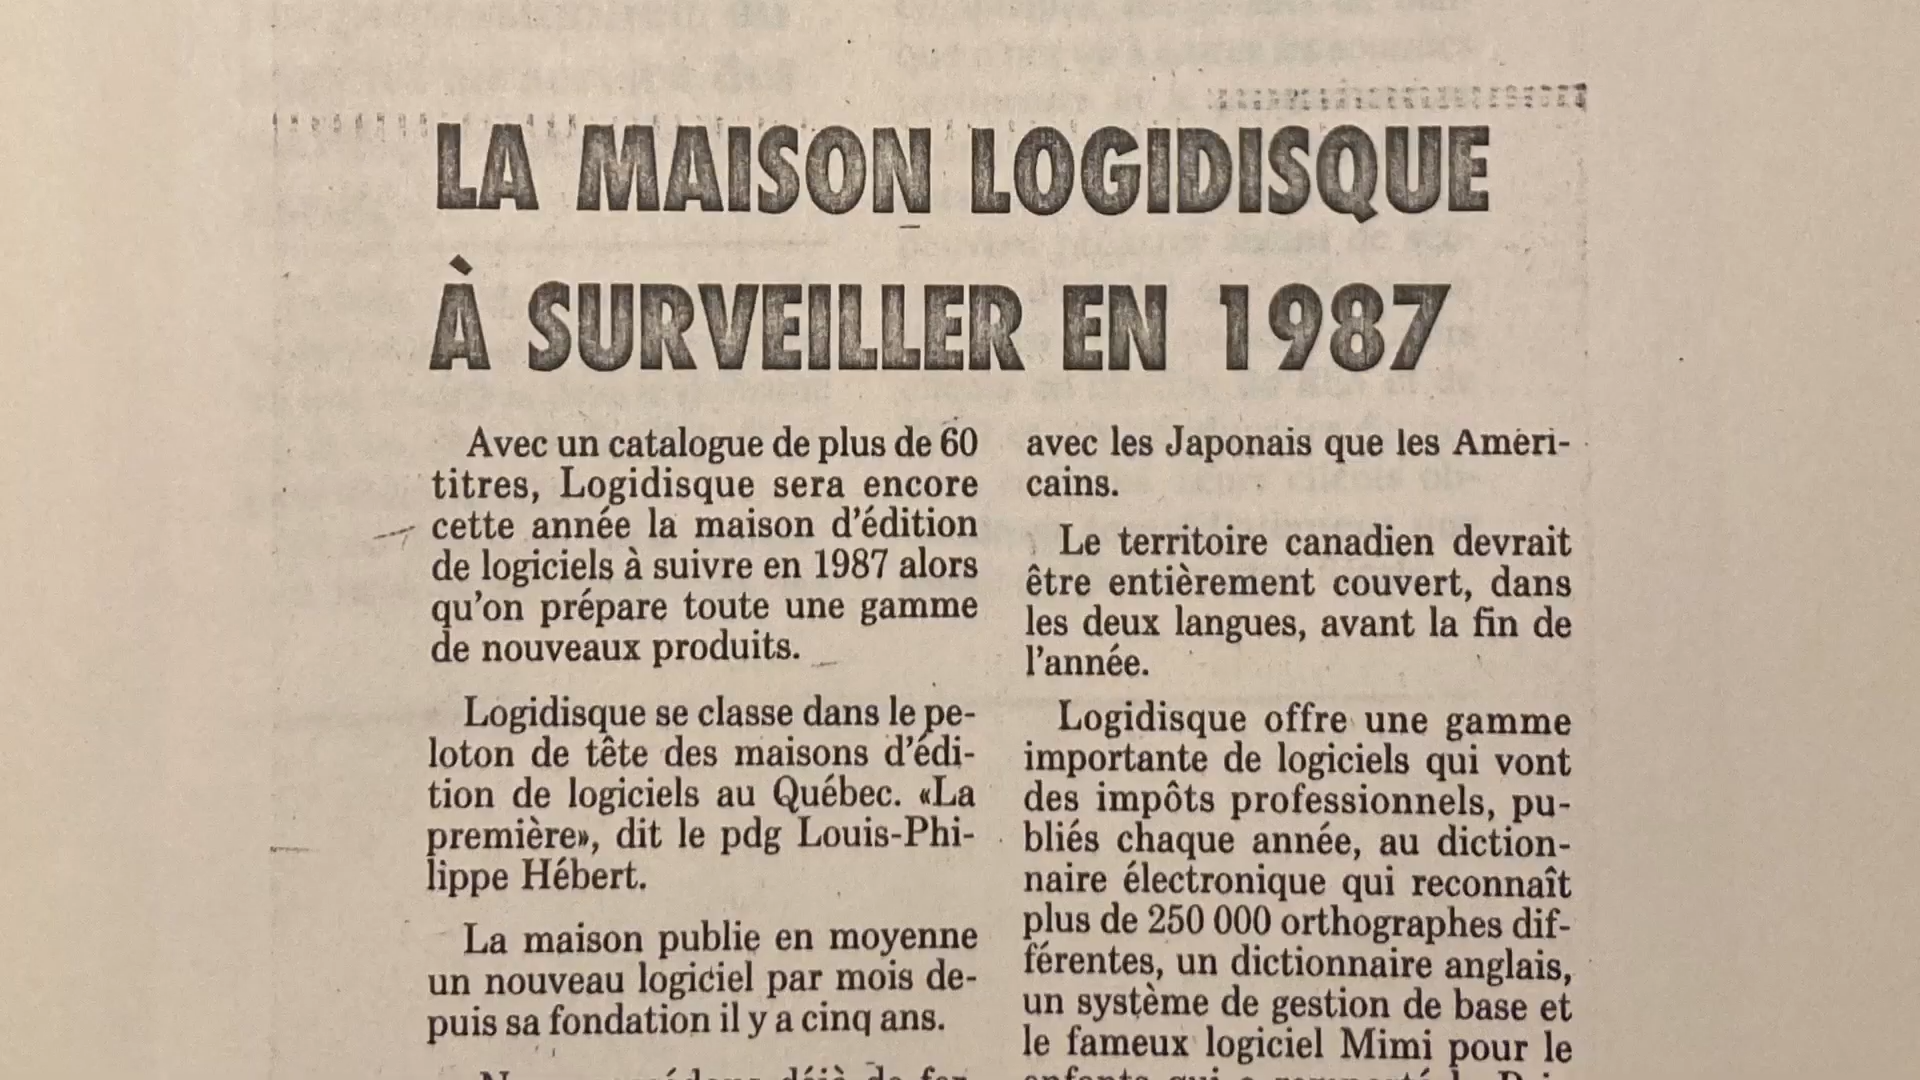 LA MAISON LOGIDISQUE
À SURVEILLER EN 1987
Avec un catalogue de plus de 60
titres, Logidisque sera encore
cette année la maison d'édition
de logiciels à suivre en 1987 alors
qu'on prépare toute une gamme
de nouveaux produits.
Logidisque se classe dans le pe-
loton de tête des maisons d'édi-
tion de logiciels au Québec. «La
première», dit le pdg Louis-Phi-
lippe Hébert.
La maison publie en moyenne
un nouveau logiciel par mois de-
puis sa fondation il y a cinq ans.
avec les Japonais que les Améri-
cains.
Le territoire canadien devrait
être entièrement couvert, dans
les deux langues, avant la fin de
l'année.
Logidisque offre une gamme
importante de logiciels qui vont
des impôts professionnels, pu-
bliés chaque année, au diction-
naire électronique qui reconnaît
plus de 250 000 orthographes dif-
férentes, un dictionnaire anglais,
un système de gestion de base et
le fameux logiciel Mimi pour le